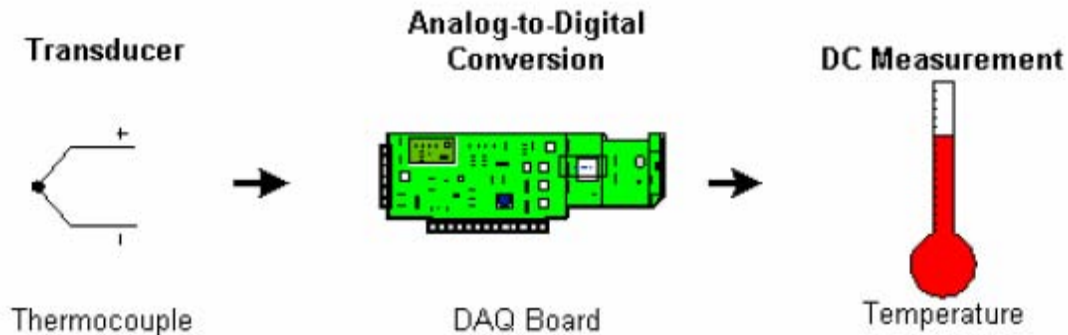 Transducer
Analog-to-Digital
Conversion
DC Measurement
+
–
Thermocouple
DAQ Board
Temperature